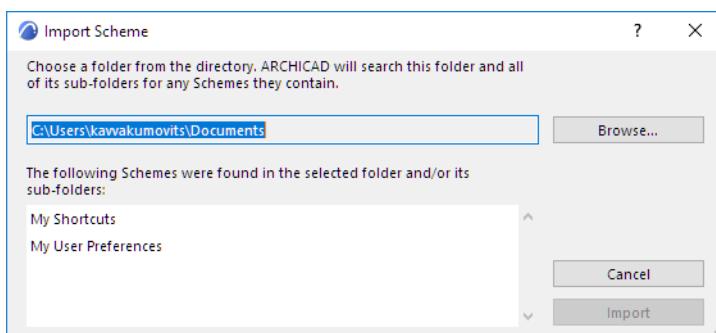 Import Scheme
?
Choose a folder from the directory. ARCHICAD will search this folder and all
of its sub-folders for any Schemes they contain.
C:\Users\kavvakumovits\Documents
Browse...
The following Schemes were found in the selected folder and/or its
sub-folders:
My Shortcuts
My User Preferences
Cancel
Import